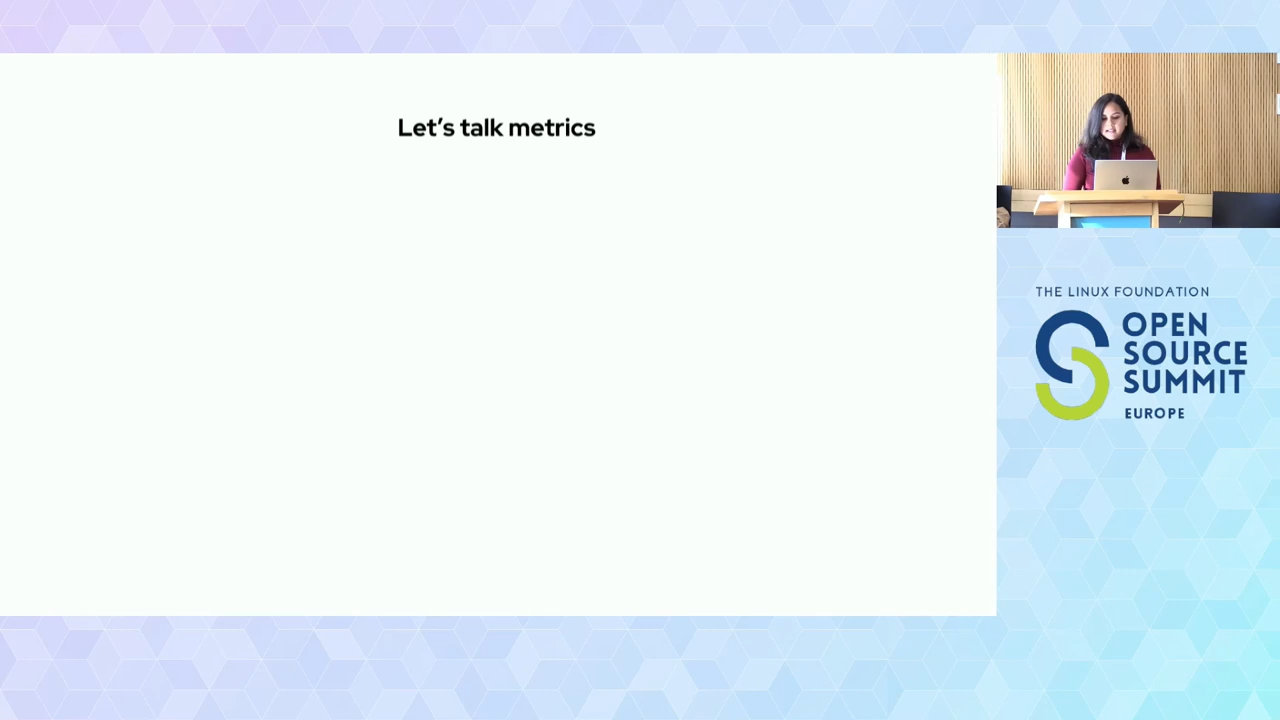 Let's talk metrics
THE LINUX FOUNDATION
OPEN
SOURCE
SUMMIT
EUROPE